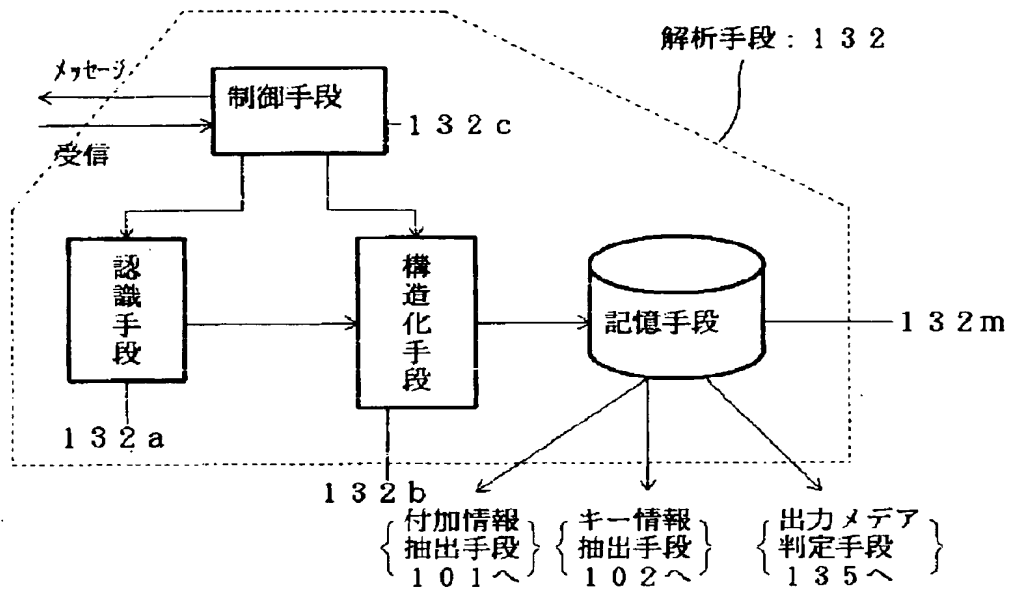 解析手段：１３２
メッセージ
制御手段
１３２ｃ
受信
認識手段
構造化手段
記憶手段
１３２ｍ
１３２ａ
１３２ｂ
付加情報
抽出手段
１０１へ
キー情報
抽出手段
１０２へ
出力メデア
判定手段
１３５へ